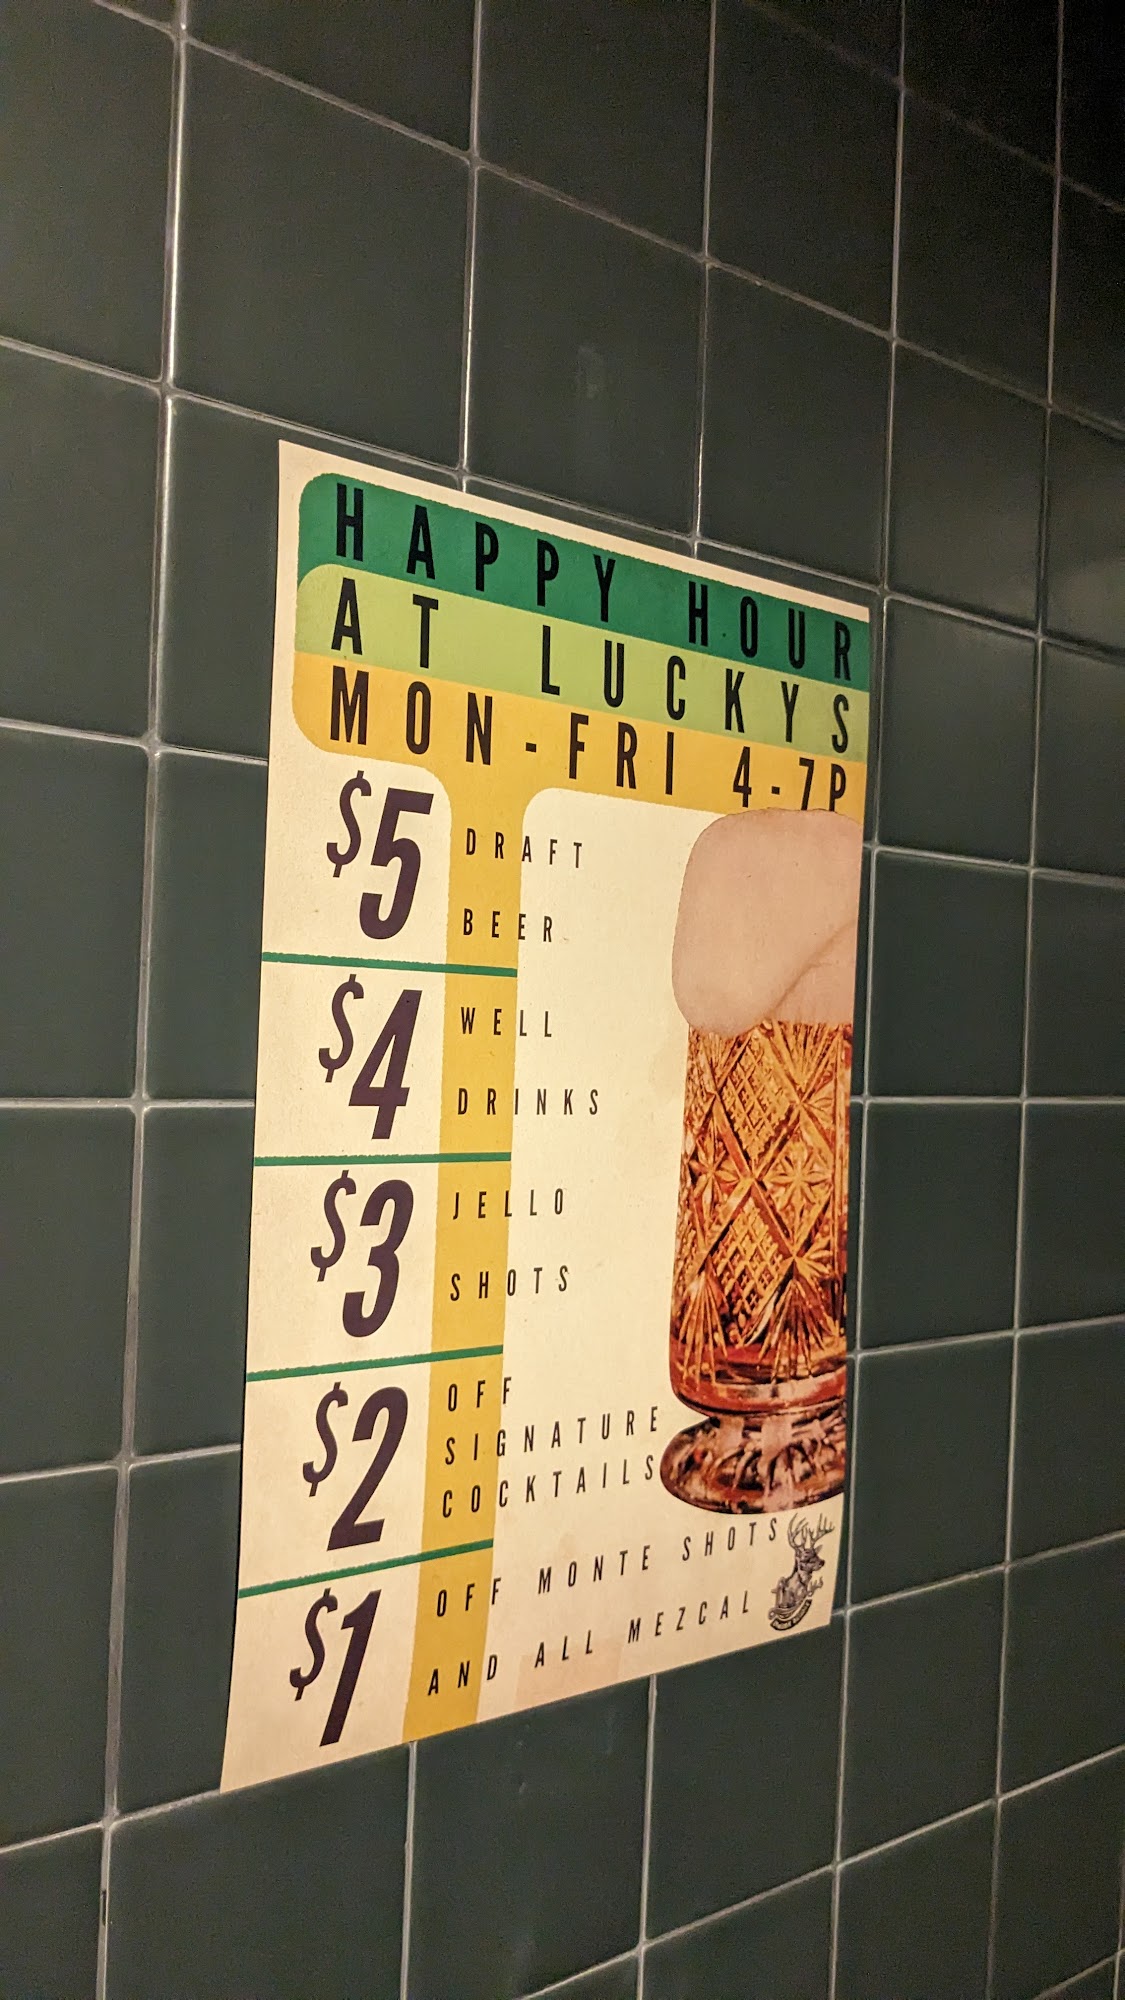 HAPPY HOUR
AT LUCKYS
MON-FRI 4-7P
$5 DRAFT
BEER
$4 WELL
DRINKS
$3 JELLO
SHOTS
$2 OFF
SIGNATURE
COCKTAILS
$1 OFF MONTE SHOTS
AND ALL MEZCAL